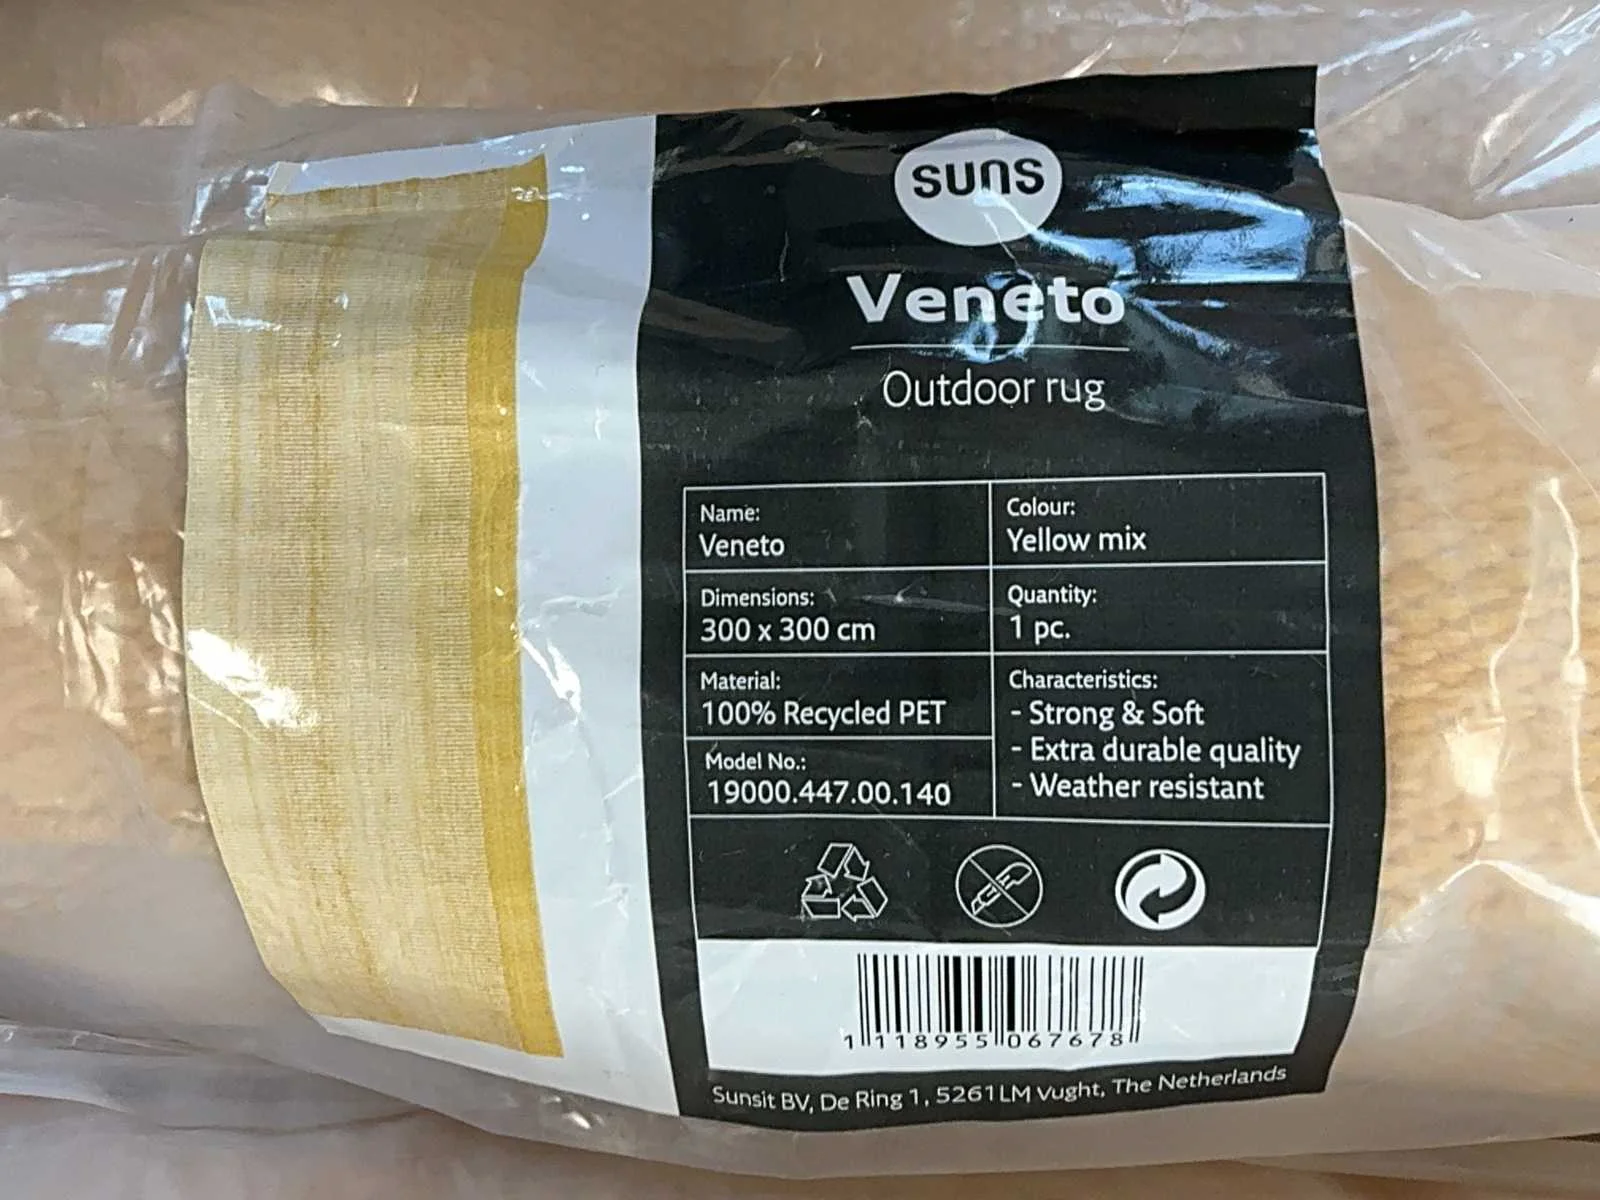 suns
Veneto
Outdoor rug
Name:
Veneto
Colour:
Yellow mix
Dimensions:
300 x 300 cm
Quantity:
1 pc.
Material:
100% Recycled PET
Characteristics:
- Strong & Soft
- Extra durable quality
- Weather resistant
Model No.:
19000.447.00.140
1 118955 067678
Sunsit BV, De Ring 1, 5261LM Vught, The Netherlands